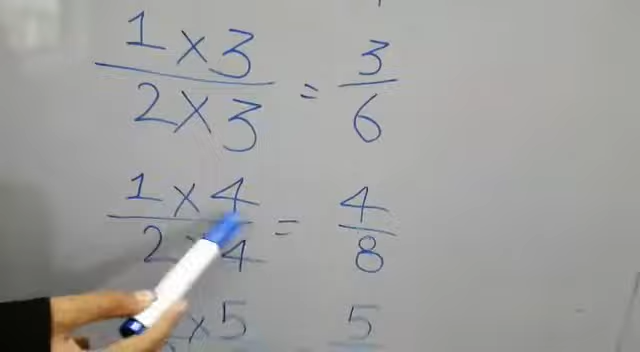 1 × 3 / 2 × 3 = 3 / 6
1 × 4 / 2 × 4 = 4 / 8
× 5 5